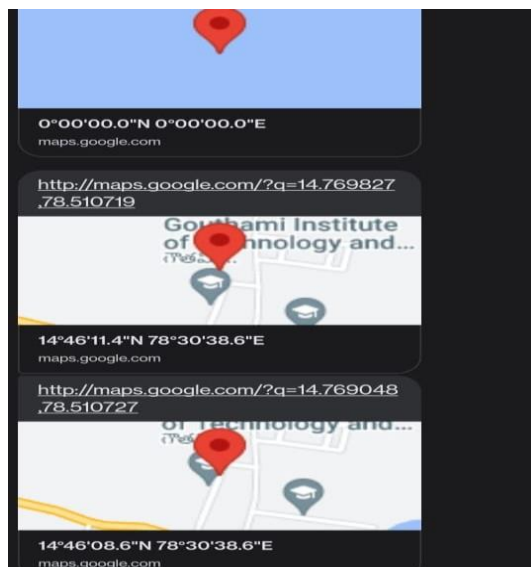 0°00'00.0"N 0°00'00.0"E
maps.google.com
http://maps.google.com/?q=14.769827
,78.510719
Gouthami Institute
of nology and...
14°46'11.4"N 78°30'38.6"E
maps.google.com
http://maps.google.com/?q=14.769048
,78.510727
of Technology and...
14°46'08.6"N 78°30'38.6"E
maps.google.com